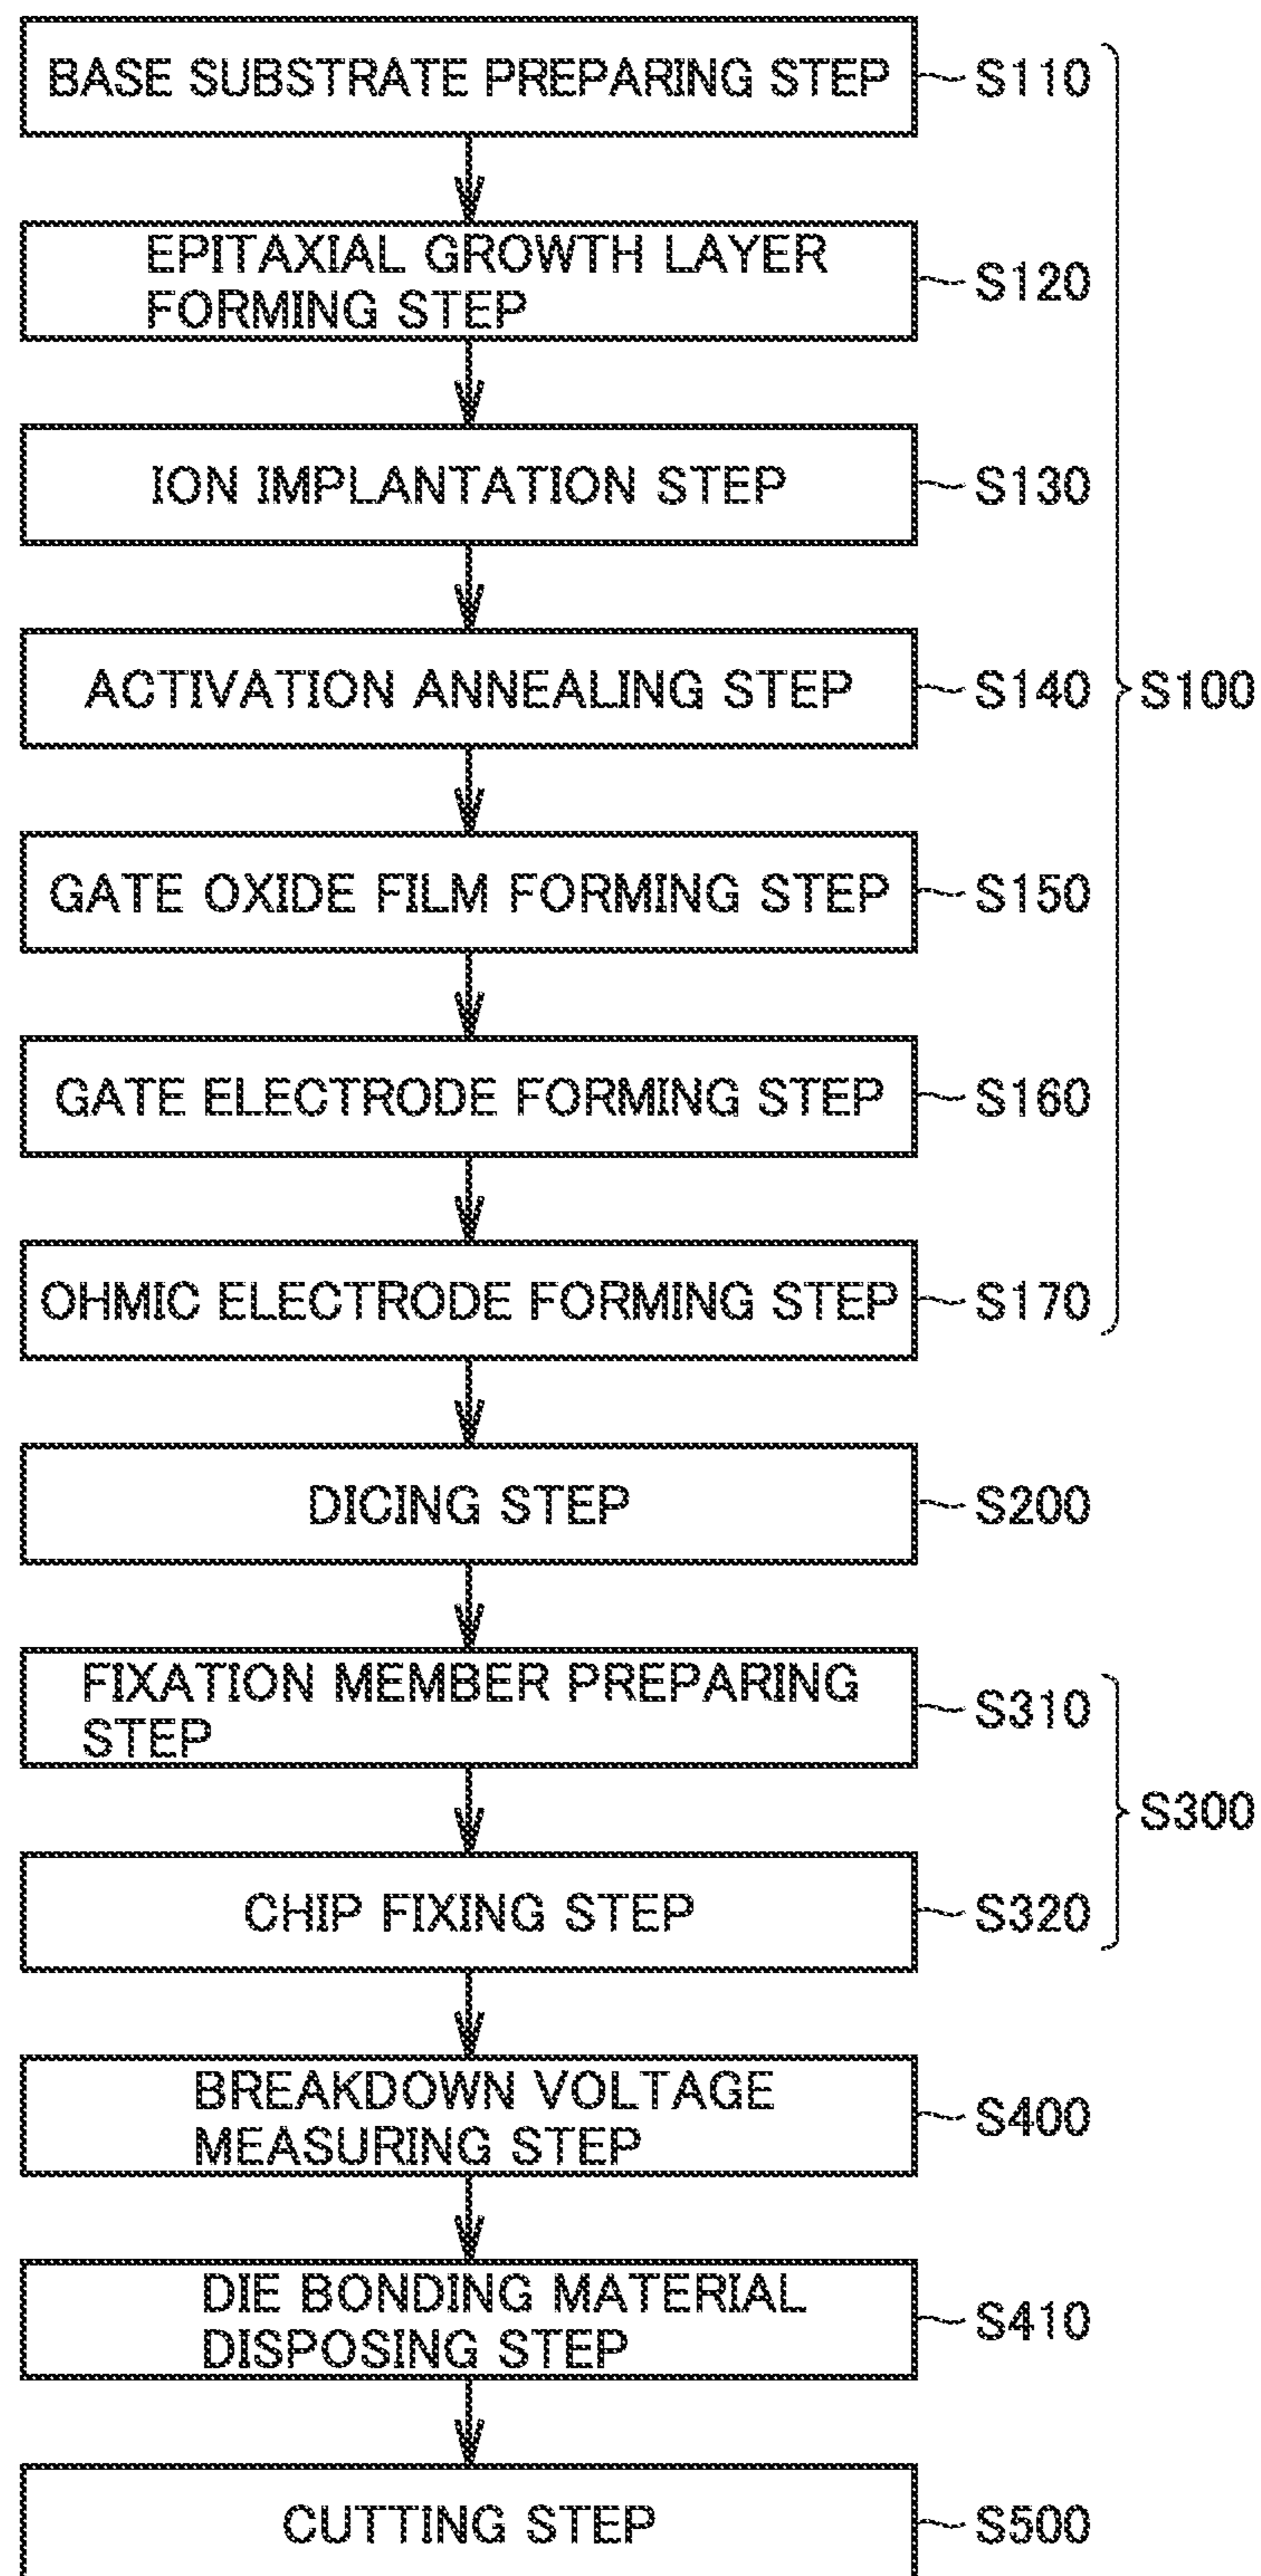 BASE SUBSTRATE PREPARING STEP S110
EPITAXIAL GROWTH LAYER
FORMING STEP
S120
ION IMPLANTATION STEP S130
ACTIVATION ANNEALING STEP S140
S100
GATE OXIDE FILM FORMING STEP S150
GATE ELECTRODE FORMING STEP S160
OHMIC ELECTRODE FORMING STEP S170
DICING STEP S200
FIXATION MEMBER PREPARING
STEP
S310
S300
CHIP FIXING STEP S320
BREAKDOWN VOLTAGE
MEASURING STEP
S400
DIE BONDING MATERIAL
DISPOSING STEP
S410
CUTTING STEP S500